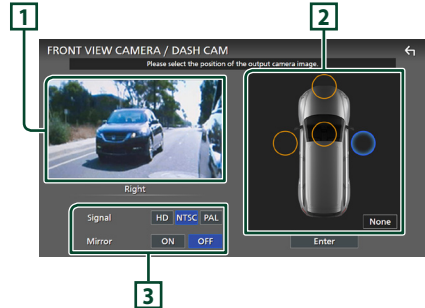 1
2
FRONT VIEW CAMERA / DASH CAM
Please select the position of the output camera image.
Right
Signal HD NTSC PAL
Mirror ON OFF
None
Enter
3